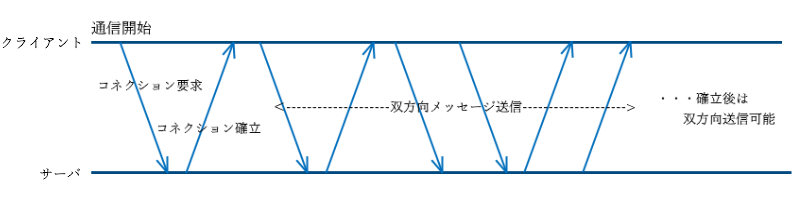 通信開始
クライアント
コネクション要求
コネクション確立
<-----------------双方向メッセージ送信----------------->
・・・確立後は
双方向送信可能
サーバ